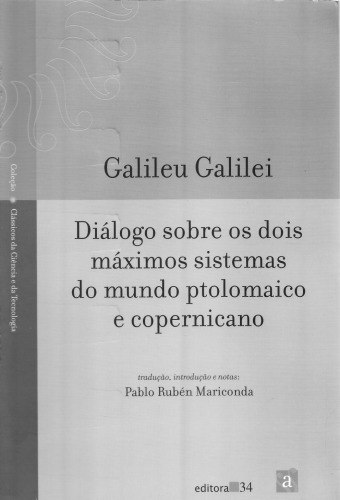 Galileu Galilei
Diálogo sobre os dois
máximos sistemas
do mundo ptolomaico
e copernicano
tradução, introdução e notas:
Pablo Rubén Mariconda
editora 34
a
Coleção Clássicos da Ciência e da Tecnologia